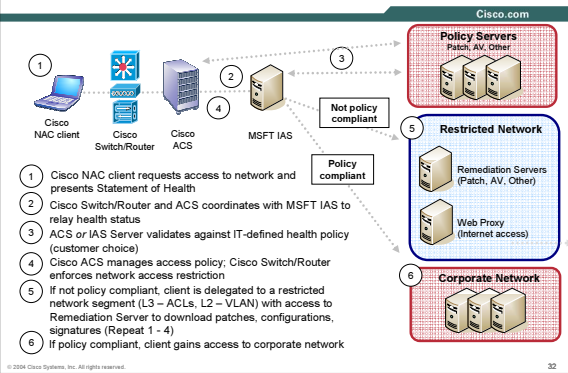 Cisco.com
Policy Servers
Patch, AV, Other
1
2
3
4
Cisco
NAC client
Cisco
Switch/Router
Cisco
ACS
MSFT IAS
Not policy
compliant
Policy
compliant
5
Restricted Network
Remediation Servers
(Patch, AV, Other)
Web Proxy
(Internet access)
6
Corporate Network
1
Cisco NAC client requests access to network and
presents Statement of Health
2
Cisco Switch/Router and ACS coordinates with MSFT IAS to
relay health status
3
ACS or IAS Server validates against IT-defined health policy
(customer choice)
4
Cisco ACS manages access policy; Cisco Switch/Router
enforces network access restriction
5
If not policy compliant, client is delegated to a restricted
network segment (L3 – ACLs, L2 – VLAN) with access to
Remediation Server to download patches, configurations,
signatures (Repeat 1 - 4)
6
If policy compliant, client gains access to corporate network
© 2004 Cisco Systems, Inc. All rights reserved.
32